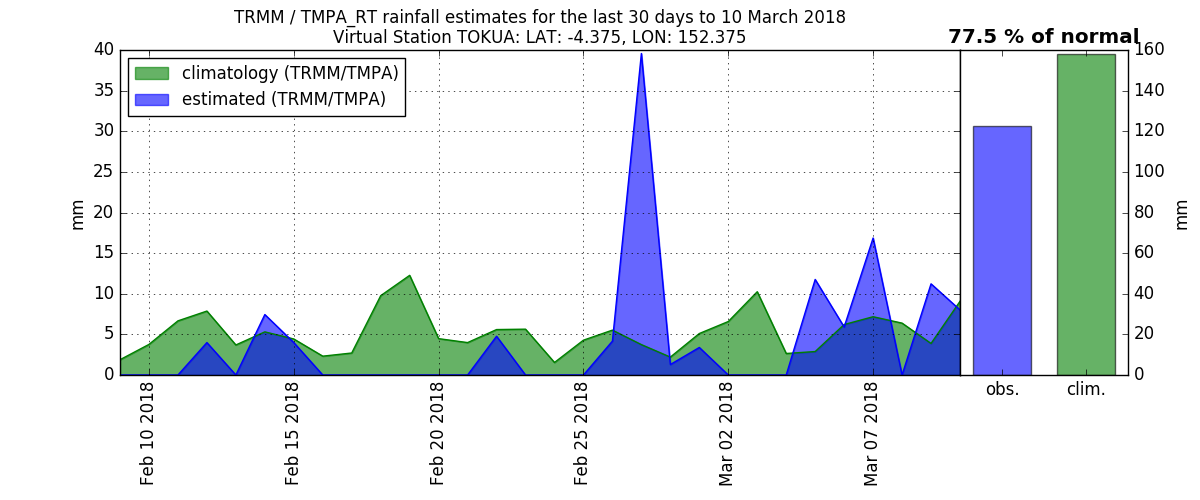 TRMM / TMPA_RT rainfall estimates for the last 30 days to 10 March 2018
Virtual Station TOKUA: LAT: -4.375, LON: 152.375
77.5 % of normal
climatology (TRMM/TMPA)
estimated (TRMM/TMPA)
40
35
30
25
20
15
10
5
0
mm
Feb 10 2018
Feb 15 2018
Feb 20 2018
Feb 25 2018
Mar 02 2018
Mar 07 2018
obs.
clim.
160
140
120
100
80
60
40
20
0
mm